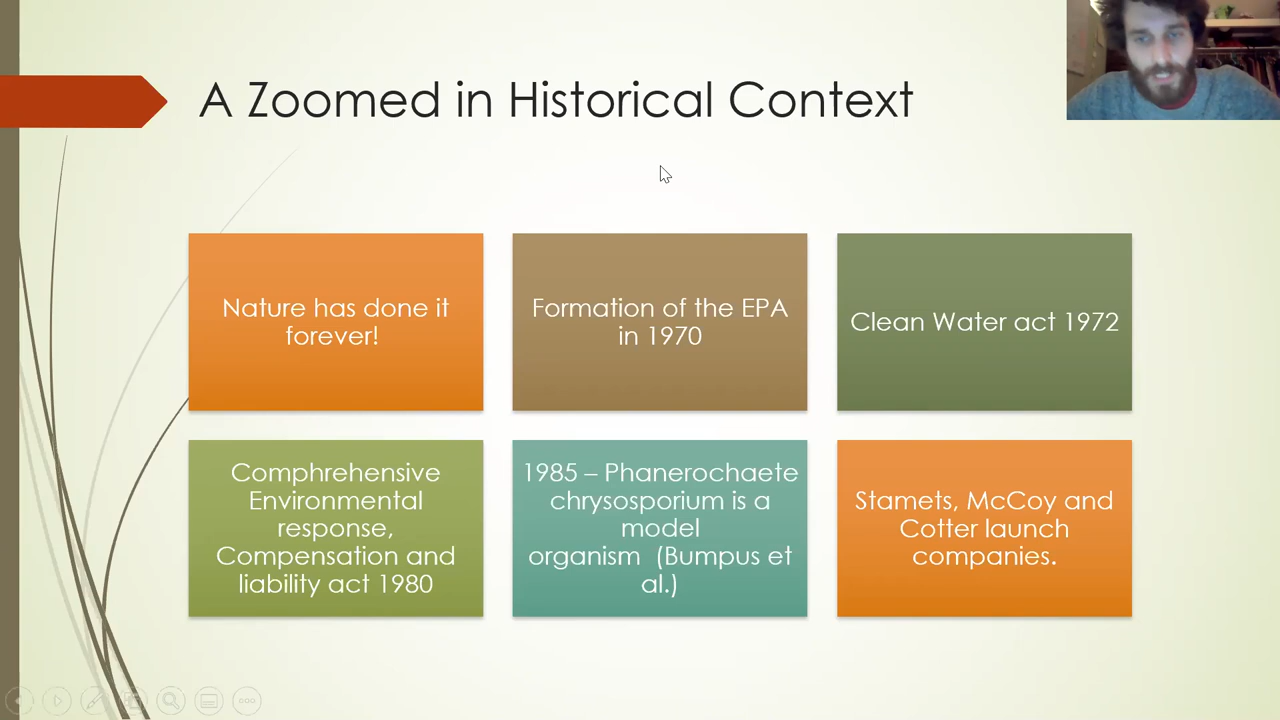 A Zoomed in Historical Context
Nature has done it
forever!
Formation of the EPA
in 1970
Clean Water act 1972
Comphrehensive
Environmental
response,
Compensation and
liability act 1980
1985 – Phanerochaete
chrysosporium is a
model
organism  (Bumpus et
al.)
Stamets, McCoy and
Cotter launch
companies.